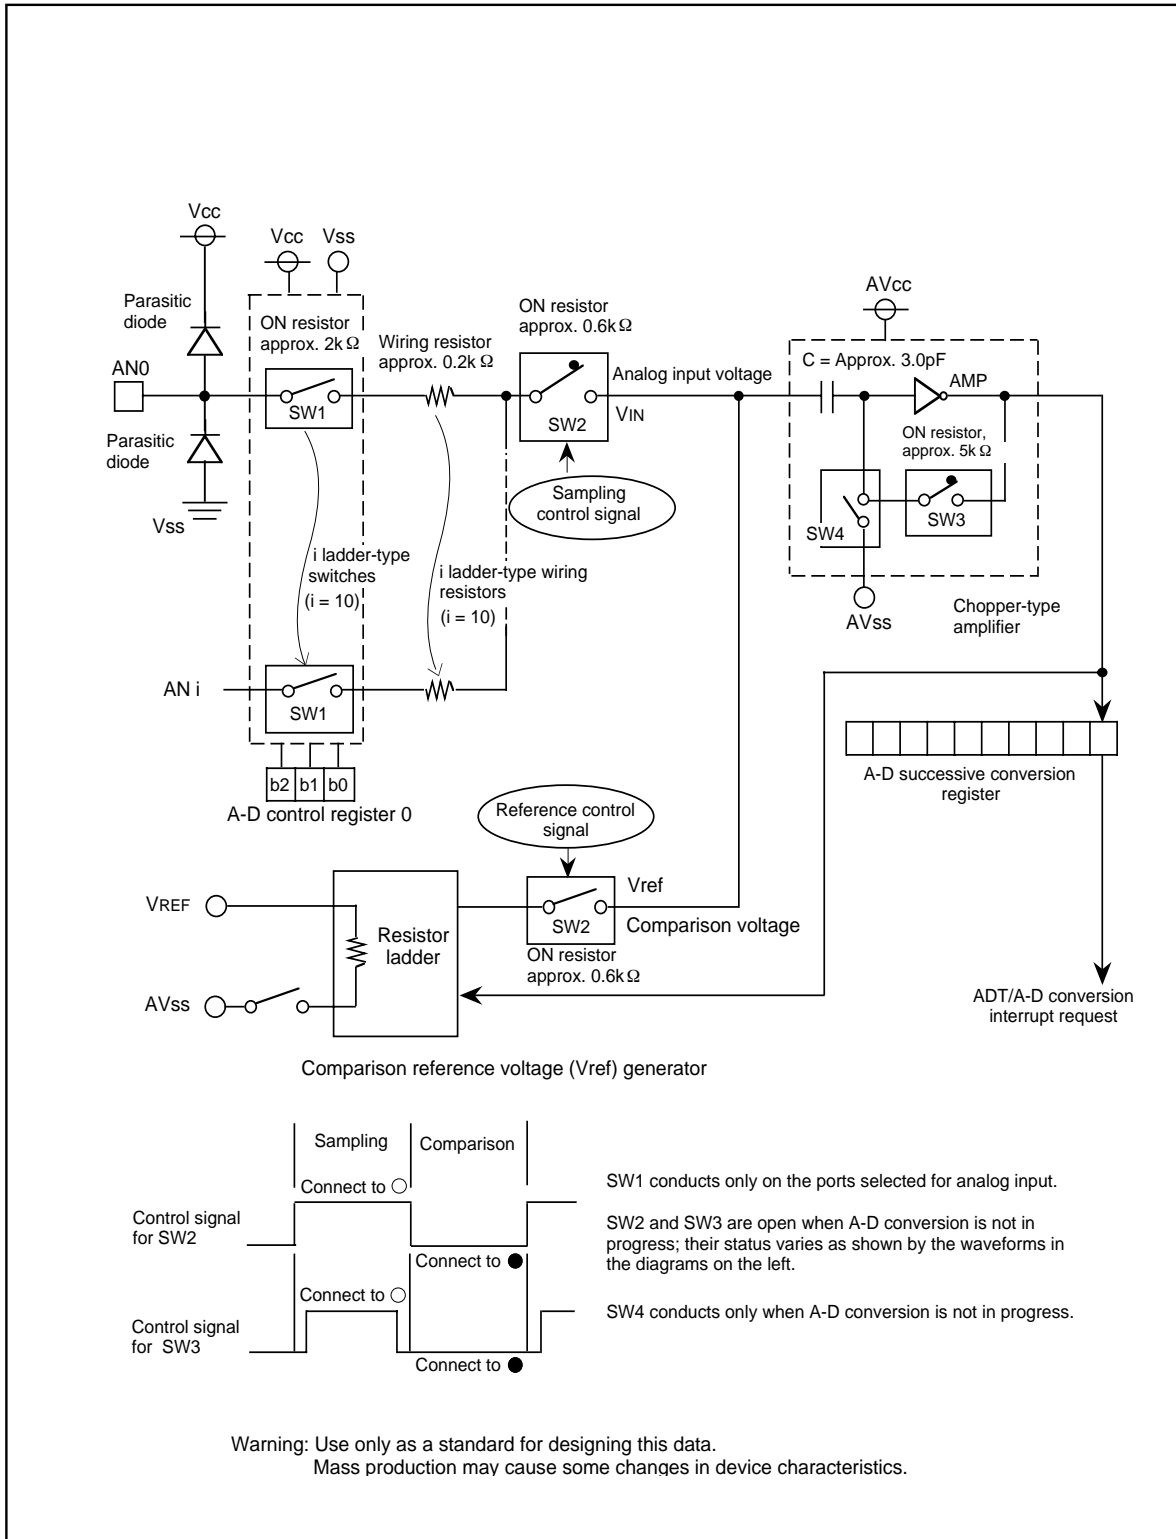 Vcc
Vcc
Vss
AVcc
Parasitic
diode
ON resistor
approx. 2k Ω
Wiring resistor
approx. 0.2k Ω
ON resistor
approx. 0.6k Ω
C = Approx. 3.0pF
AN0
SW1
SW2
Analog input voltage
VIN
AMP
Parasitic
diode
ON resistor,
approx. 5k Ω
Vss
Sampling
control signal
SW4
SW3
i ladder-type
switches
(i = 10)
i ladder-type wiring
resistors
(i = 10)
AVss
Chopper-type
amplifier
AN i
SW1
b2 b1 b0
A-D control register 0
A-D successive conversion
register
Reference control
signal
VREF
Resistor
ladder
SW2
Vref
Comparison voltage
ON resistor
approx. 0.6k Ω
AVss
ADT/A-D conversion
interrupt request
Comparison reference voltage (Vref) generator
Sampling
Comparison
Connect to ○
Control signal
for SW2
Connect to ●
Connect to ○
Control signal
for SW3
Connect to ●
SW1 conducts only on the ports selected for analog input.
SW2 and SW3 are open when A-D conversion is not in
progress; their status varies as shown by the waveforms in
the diagrams on the left.
SW4 conducts only when A-D conversion is not in progress.
Warning: Use only as a standard for designing this data.
Mass production may cause some changes in device characteristics.